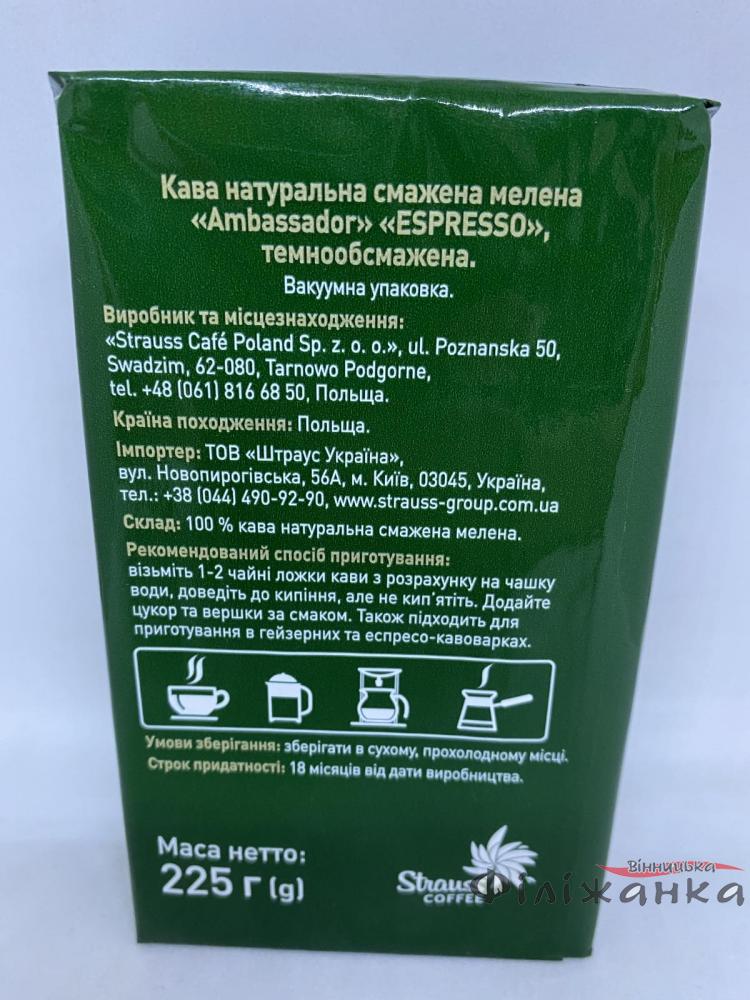 Кава натуральна смажена мелена
«Ambassador» «ESPRESSO»,
темнообсмажена.
Вакуумна упаковка.
Виробник та місцезнаходження:
«Strauss Café Poland Sp. z. o. o.», ul. Poznanska 50,
Swadzim, 62-080, Tarnowo Podgorne,
tel. +48 (061) 816 68 50, Польща.
Країна походження: Польща.
Імпортер: ТОВ «Штраус Україна»,
вул. Новопирогівська, 56А, м. Київ, 03045, Україна,
тел.: +38 (044) 490-92-90, www.strauss-group.com.ua
Склад: 100 % кава натуральна смажена мелена.
Рекомендований спосіб приготування:
візьміть 1-2 чайні ложки кави з розрахунку на чашку
води, доведіть до кипіння, але не кип'ятіть. Додайте
цукор та вершки за смаком. Також підходить для
приготування в гейзерних та еспресо-кавоварках.
Умови зберігання: зберігати в сухому, прохолодному місці.
Строк придатності: 18 місяців від дати виробництва.
Маса нетто:
225 г (g)
Strauss
COFFEE
Вінницька
Філіжанка